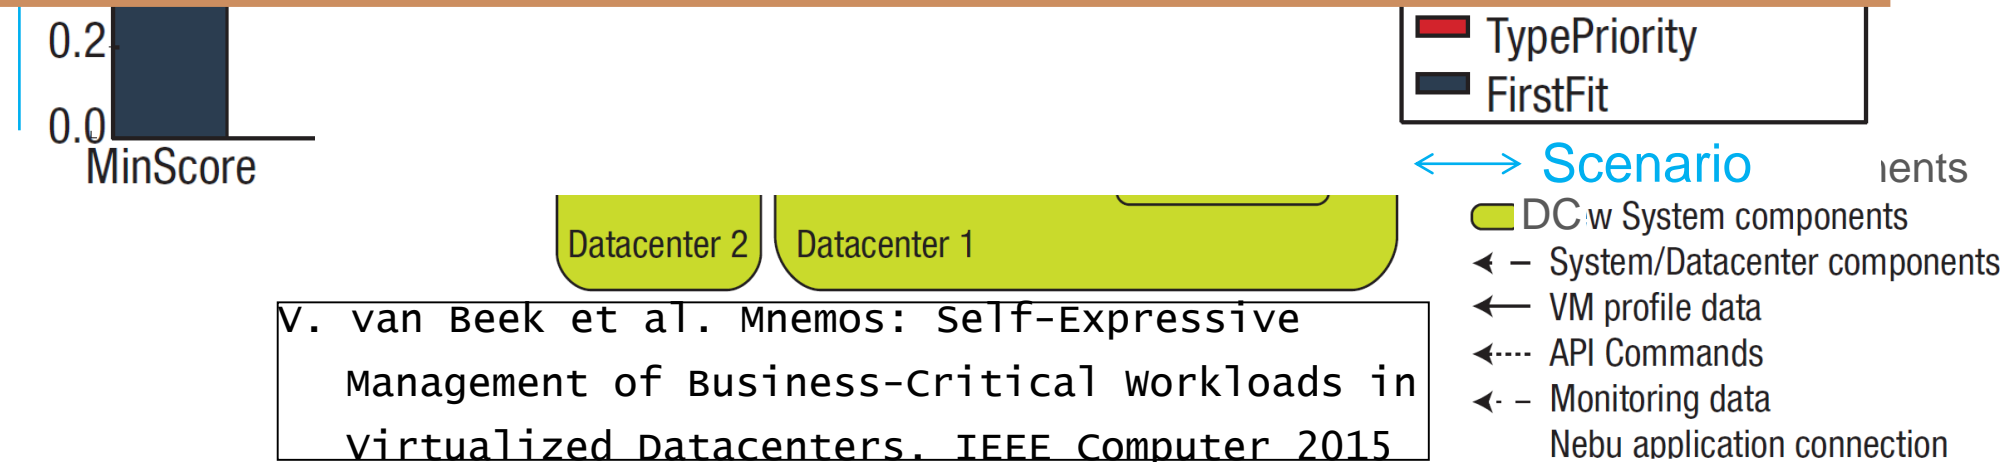 0.2
0.0
MinScore
TypePriority
FirstFit
Scenario
DC
w System components
Datacenter 2
Datacenter 1
System/Datacenter components
VM profile data
API Commands
Monitoring data
Nebu application connection
V. van Beek et al. Mnemos: Self-Expressive
Management of Business-Critical Workloads in
Virtualized Datacenters. IEEE Computer 2015